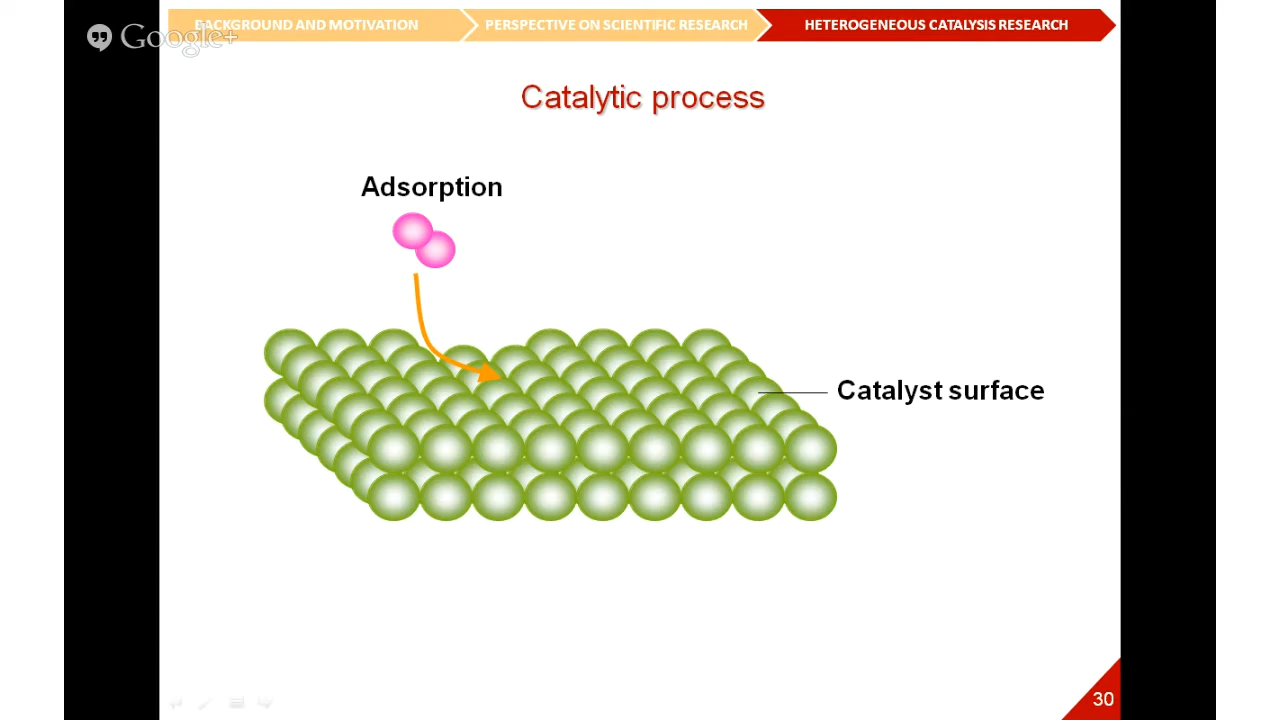 BACKGROUND AND MOTIVATION
PERSPECTIVE ON SCIENTIFIC RESEARCH
HETEROGENEOUS CATALYSIS RESEARCH
Google+
Catalytic process
Adsorption
Catalyst surface
30